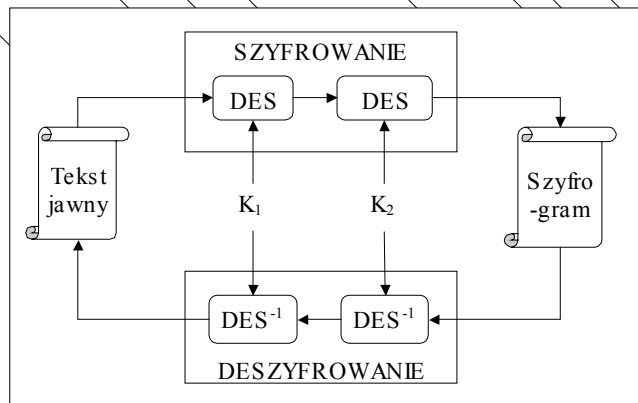 SZYFROWANIE
DES DES
Tekst
jawny
K₁ K₂
Szyfro
-gram
DES⁻¹ DES⁻¹
DESZYFROWANIE